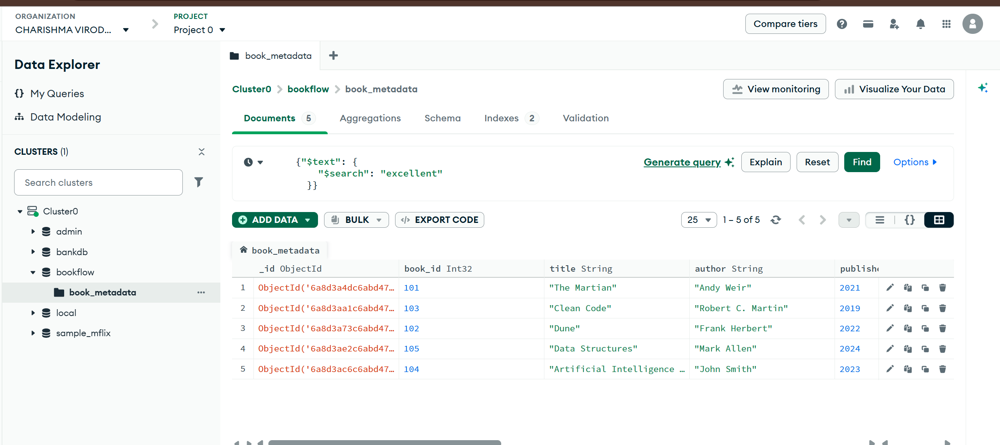 ORGANIZATION
CHARISHMA VIROD...
PROJECT
Project 0
Compare tiers
Data Explorer
My Queries
Data Modeling
CLUSTERS (1)
Search clusters
Cluster0
admin
bankdb
bookflow
book_metadata
local
sample_mflix
book_metadata
Cluster0 > bookflow > book_metadata
View monitoring
Visualize Your Data
Documents 5
Aggregations
Schema
Indexes 2
Validation
{"$text": {
"$search": "excellent"
}}
Generate query
Explain
Reset
Find
Options
ADD DATA
BULK
EXPORT CODE
25
1 – 5 of 5
book_metadata
_id ObjectId book_id Int32 title String author String publishe
1 ObjectId('6a8d3a4dc6abd47… 101 "The Martian" "Andy Weir" 2021
2 ObjectId('6a8d3aa1c6abd47… 103 "Clean Code" "Robert C. Martin" 2019
3 ObjectId('6a8d3a73c6abd47… 102 "Dune" "Frank Herbert" 2022
4 ObjectId('6a8d3ae2c6abd47… 105 "Data Structures" "Mark Allen" 2024
5 ObjectId('6a8d3ac6c6abd47… 104 "Artificial Intelligence … "John Smith" 2023